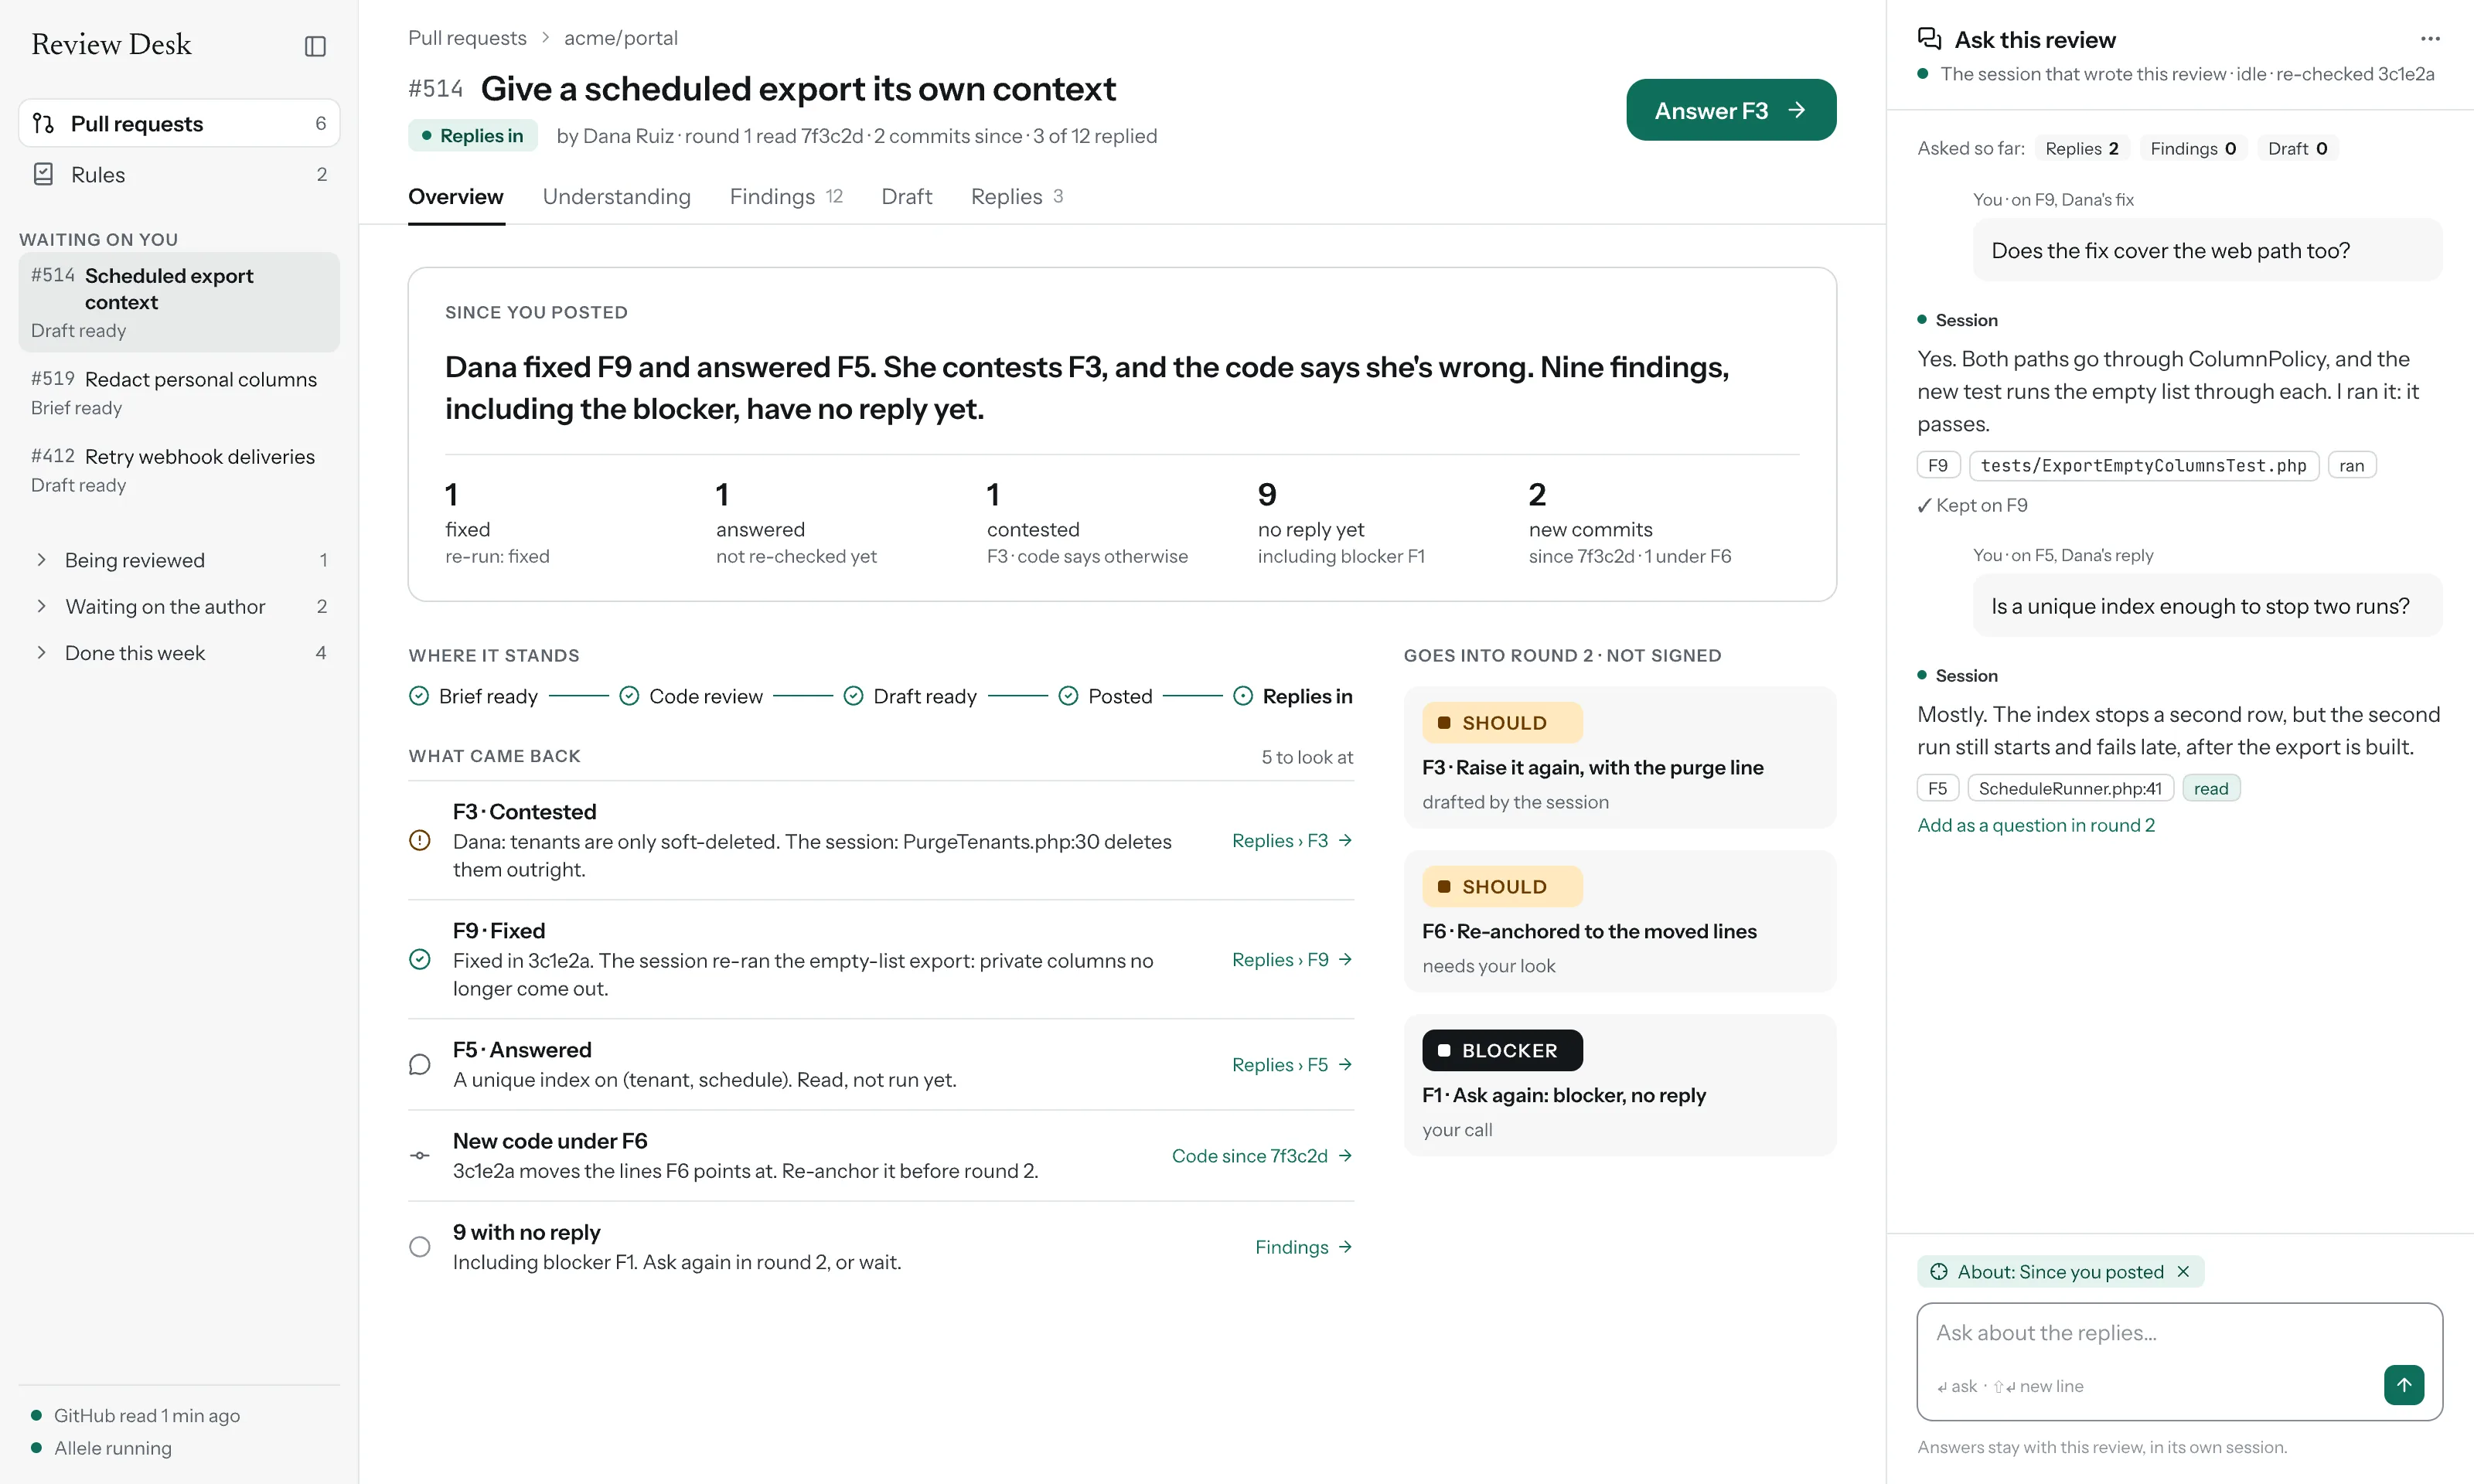 Review Desk
Pull requests 6
Rules 2
WAITING ON YOU
#514 Scheduled export
context
Draft ready
#519 Redact personal columns
Brief ready
#412 Retry webhook deliveries
Draft ready
Being reviewed 1
Waiting on the author 2
Done this week 4
GitHub read 1 min ago
Allele running
Pull requests › acme/portal
#514 Give a scheduled export its own context
Replies in by Dana Ruiz · round 1 read 7f3c2d · 2 commits since · 3 of 12 replied
Answer F3 →
Overview Understanding Findings 12 Draft Replies 3
SINCE YOU POSTED
Dana fixed F9 and answered F5. She contests F3, and the code says she's wrong. Nine findings,
including the blocker, have no reply yet.
1
fixed
re-run: fixed
1
answered
not re-checked yet
1
contested
F3 · code says otherwise
9
no reply yet
including blocker F1
2
new commits
since 7f3c2d · 1 under F6
WHERE IT STANDS
Brief ready Code review Draft ready Posted Replies in
WHAT CAME BACK 5 to look at
F3 · Contested
Dana: tenants are only soft-deleted. The session: PurgeTenants.php:30 deletes
them outright.
Replies › F3 →
F9 · Fixed
Fixed in 3c1e2a. The session re-ran the empty-list export: private columns no
longer come out.
Replies › F9 →
F5 · Answered
A unique index on (tenant, schedule). Read, not run yet.
Replies › F5 →
New code under F6
3c1e2a moves the lines F6 points at. Re-anchor it before round 2.
Code since 7f3c2d →
9 with no reply
Including blocker F1. Ask again in round 2, or wait.
Findings →
GOES INTO ROUND 2 · NOT SIGNED
SHOULD
F3 · Raise it again, with the purge line
drafted by the session
SHOULD
F6 · Re-anchored to the moved lines
needs your look
BLOCKER
F1 · Ask again: blocker, no reply
your call
Ask this review
The session that wrote this review · idle · re-checked 3c1e2a
Asked so far: Replies 2 Findings 0 Draft 0
You · on F9, Dana's fix
Does the fix cover the web path too?
Session
Yes. Both paths go through ColumnPolicy, and the
new test runs the empty list through each. I ran it: it
passes.
F9 tests/ExportEmptyColumnsTest.php ran
✓ Kept on F9
You · on F5, Dana's reply
Is a unique index enough to stop two runs?
Session
Mostly. The index stops a second row, but the second
run still starts and fails late, after the export is built.
F5 ScheduleRunner.php:41 read
Add as a question in round 2
About: Since you posted ×
Ask about the replies...
↲ ask · ⇧↲ new line
Answers stay with this review, in its own session.